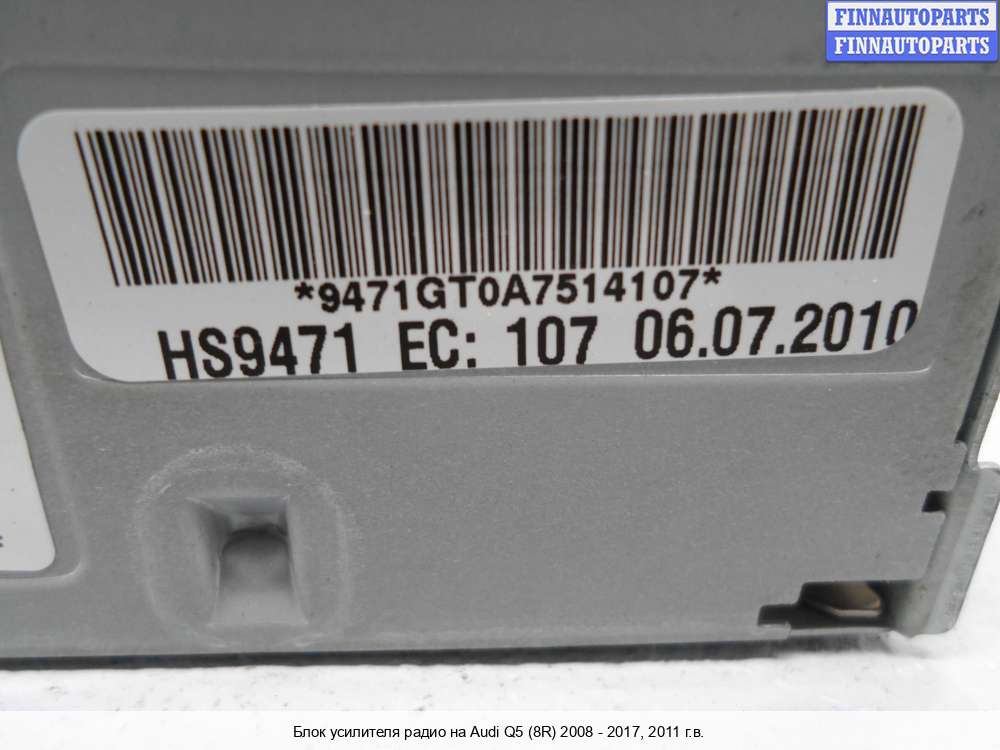 FINNAUTOPARTS
FINNAUTOPARTS
*9471GT0A7514107*
HS9471 EC: 107 06.07.2010
Блок усилителя радио на Audi Q5 (8R) 2008 - 2017, 2011 г.в.